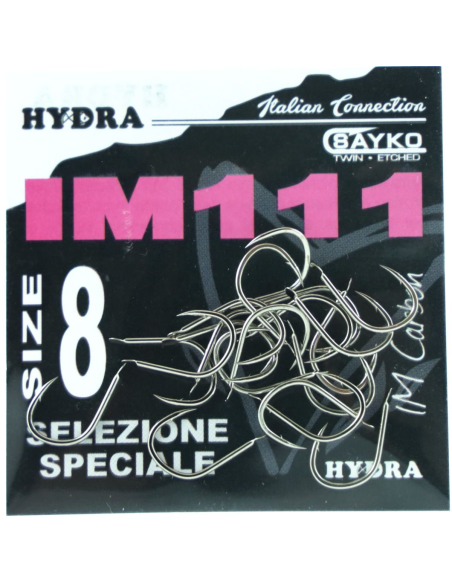 HYDRA
Italian Connection
SAYKO
TWIN • ETCHED
IM111
SIZE 8
IM Carbon
SELEZIONE
SPECIALE
HYDRA